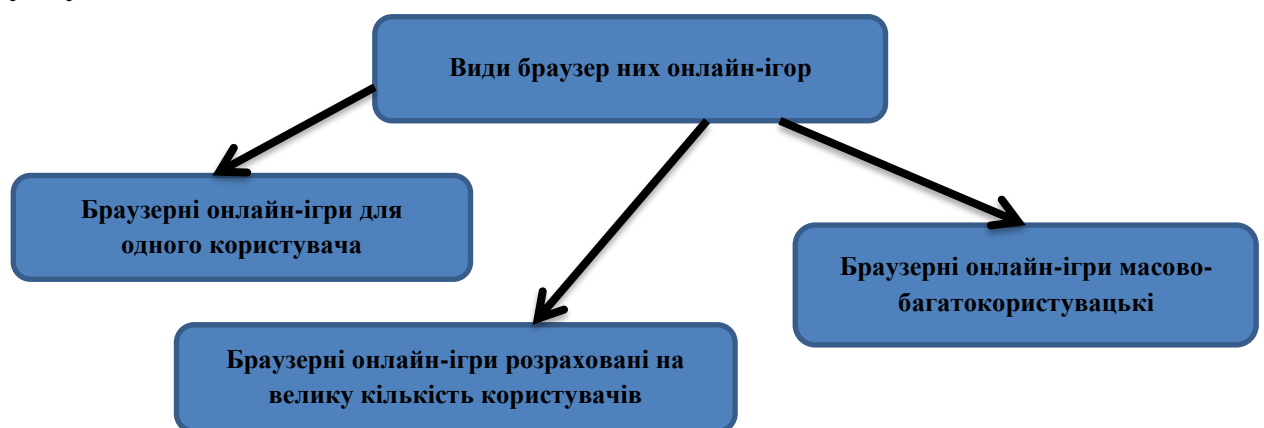 Види браузер них онлайн-ігор
Браузерні онлайн-ігри для
одного користувача
Браузерні онлайн-ігри масово-
багатокористувацькі
Браузерні онлайн-ігри розраховані на
велику кількість користувачів